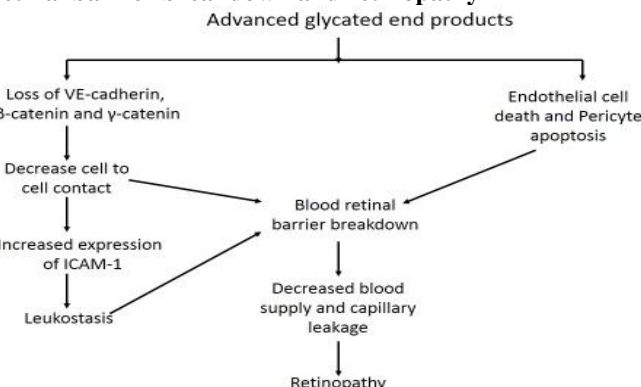 Advanced glycated end products
Loss of VE-cadherin,
β-catenin and γ-catenin
Endothelial cell
death and Pericyte
apoptosis
Decrease cell to
cell contact
Blood retinal
barrier breakdown
Increased expression
of ICAM-1
Decreased blood
supply and capillary
leakage
Leukostasis
Retinopathy